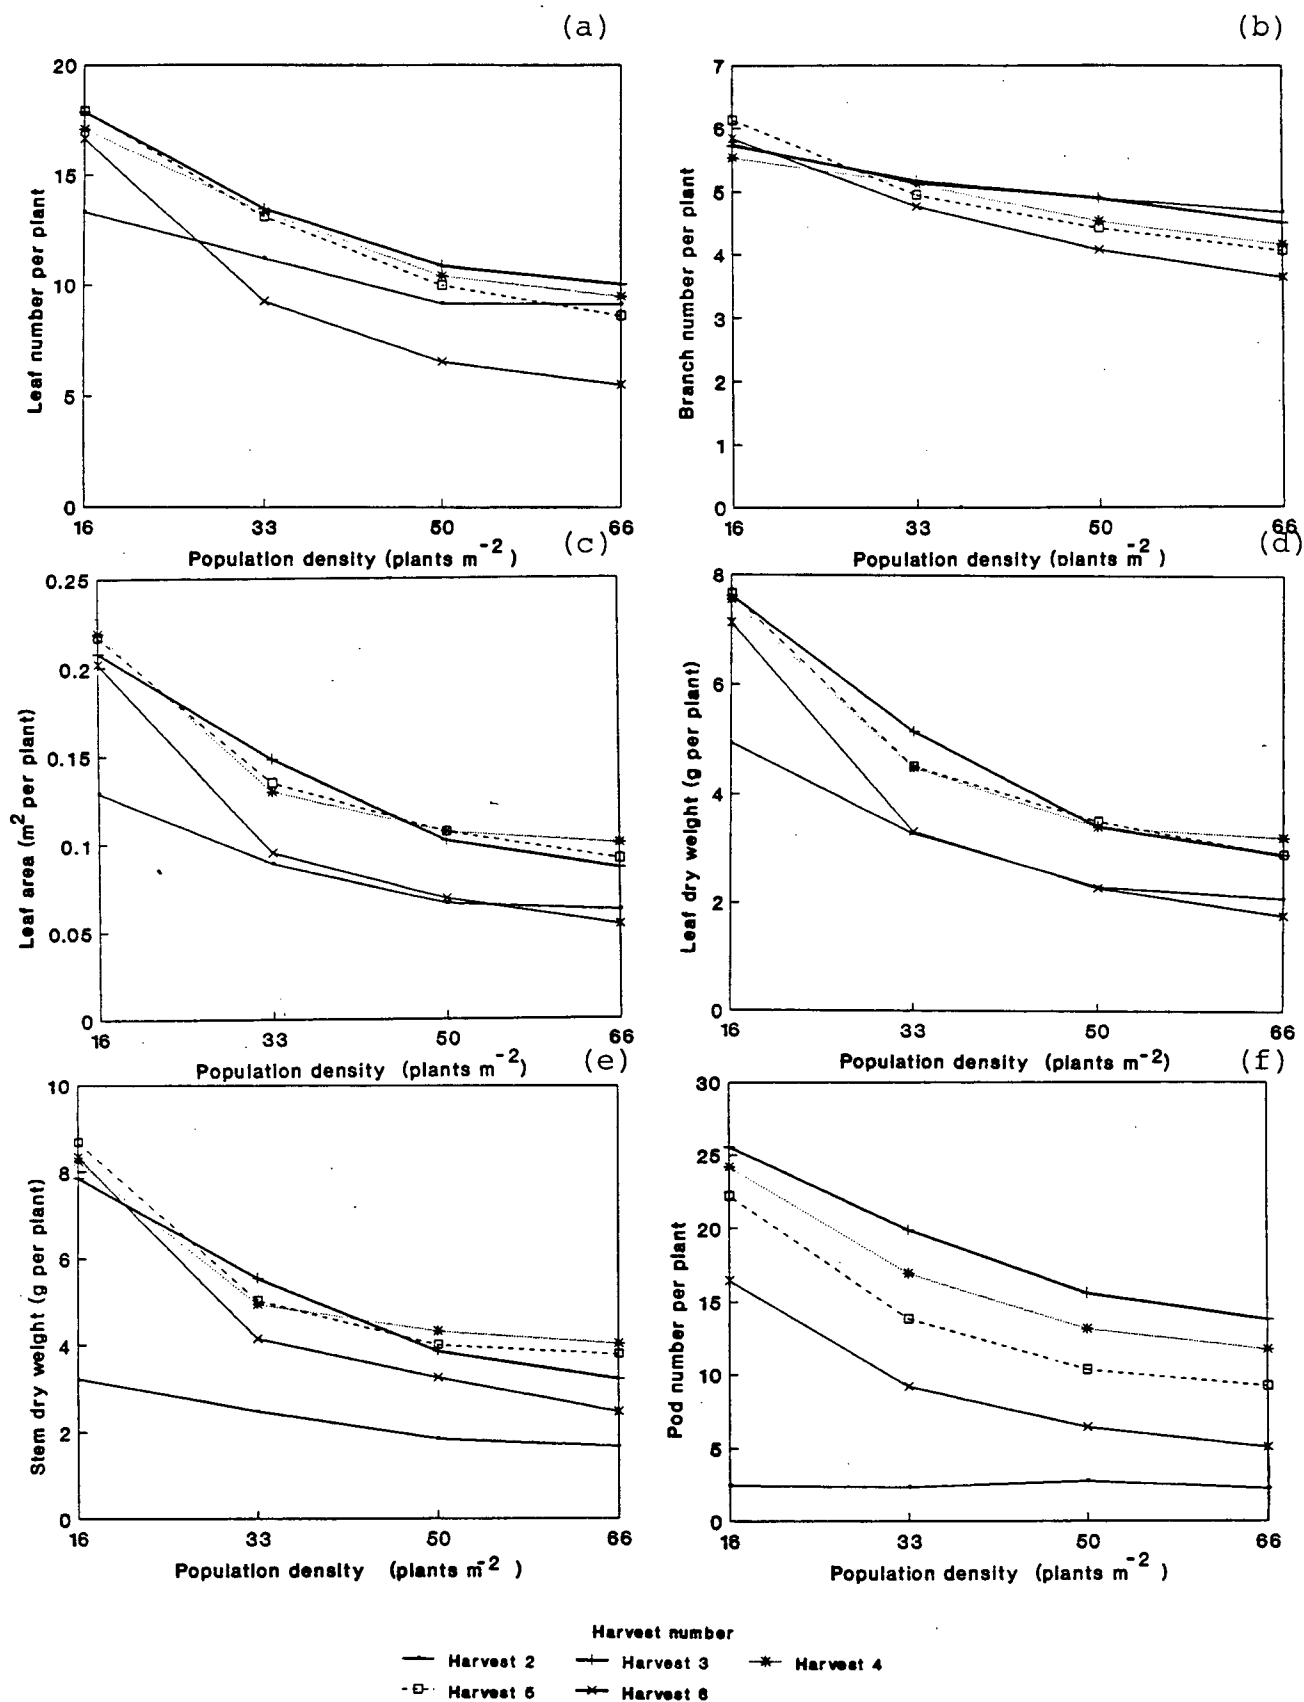 (a)
(b)
20
15
10
5
0
16 33 50 66
Leaf number per plant
Population density (plants m-2 )
7
6
5
4
3
2
1
0
16 33 50 66
Branch number per plant
Population density (plants m2 )
(c)
(d)
0.25
0.2
0.15
0.1
0.05
0
16 33 50 66
Leaf area (m2 per plant)
Population density (plants m-2)
8
6
4
2
0
16 33 50 66
Leaf dry weight (g per plant)
Population density (plants m-2)
(e)
(f)
10
8
6
4
2
0
16 33 50 66
Stem dry weight (g per plant)
Population density (plants m-2 )
30
25
20
15
10
5
0
16 33 50 66
Pod number per plant
Population density (plants m-2 )
Harvest number
Harvest 2 Harvest 3 Harvest 4
Harvest 5 Harvest 6